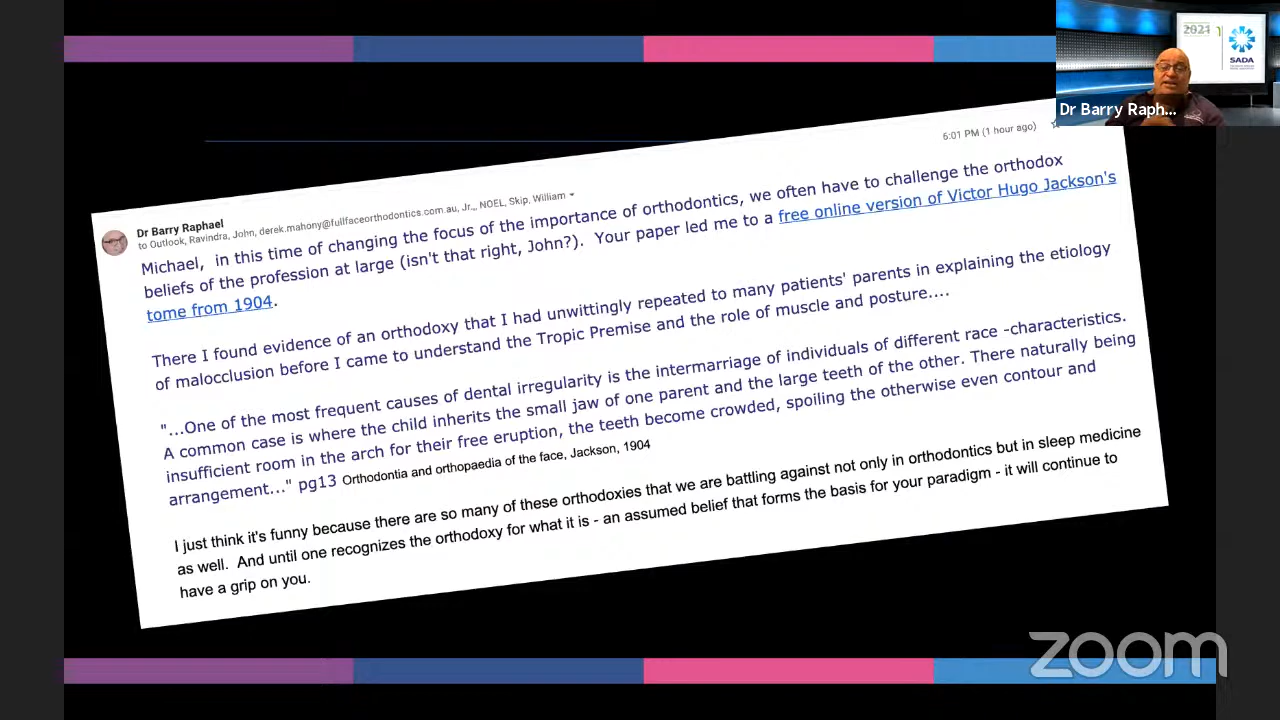 2021
SADA
Dr Barry Raph...
6:01 PM (1 hour ago)
Dr Barry Raphael
to Outlook, Ravindra, John, derek.mahony@fullfaceorthodontics.com.au, Jr., NOEL, Skip, William
Michael, in this time of changing the focus of the importance of orthodontics, we often have to challenge the orthodox
beliefs of the profession at large (isn't that right, John?). Your paper led me to a free online version of Victor Hugo Jackson's
tome from 1904.
There I found evidence of an orthodoxy that I had unwittingly repeated to many patients' parents in explaining the etiology
of malocclusion before I came to understand the Tropic Premise and the role of muscle and posture....
"...One of the most frequent causes of dental irregularity is the intermarriage of individuals of different race -characteristics.
A common case is where the child inherits the small jaw of one parent and the large teeth of the other. There naturally being
insufficient room in the arch for their free eruption, the teeth become crowded, spoiling the otherwise even contour and
arrangement..." pg13 Orthodontia and orthopaedia of the face, Jackson, 1904
I just think it's funny because there are so many of these orthodoxies that we are battling against not only in orthodontics but in sleep medicine
as well. And until one recognizes the orthodoxy for what it is - an assumed belief that forms the basis for your paradigm - it will continue to
have a grip on you.
zoom